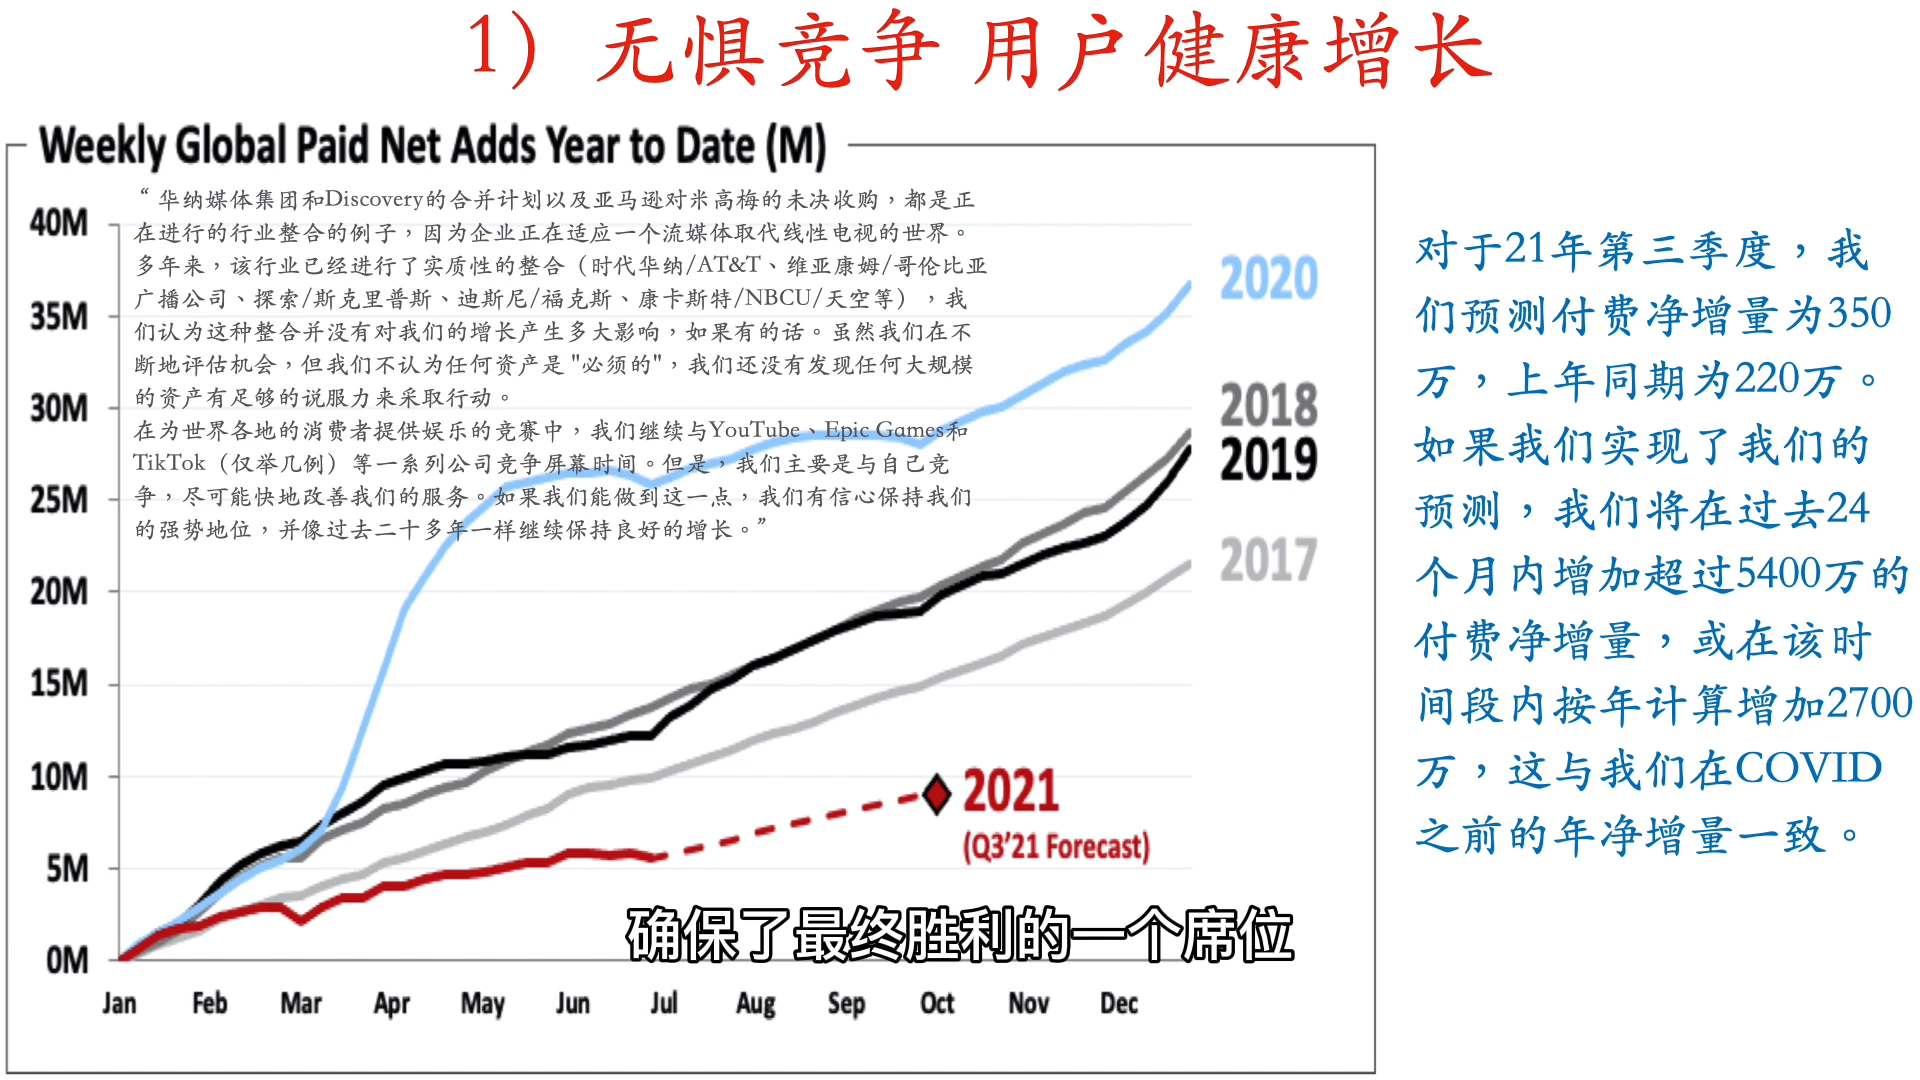 1）无惧竞争 用户健康增长
Weekly Global Paid Net Adds Year to Date (M)
“华纳媒体集团和Discovery的合并计划以及亚马逊对米高梅的未决收购，都是正
在进行的行业整合的例子，因为企业正在适应一个流媒体取代线性电视的世界。
多年来，该行业已经进行了实质性的整合（时代华纳/AT&T、维亚康姆/哥伦比亚
广播公司、探索/斯克里普斯、迪斯尼/福克斯、康卡斯特/NBCU/天空等），我
们认为这种整合并没有对我们的增长产生多大影响，如果有的话。虽然我们在不
断地评估机会，但我们不认为任何资产是"必须的"，我们还没有发现任何大规模
的资产有足够的说服力来采取行动。
在为世界各地的消费者提供娱乐的竞赛中，我们继续与YouTube、Epic Games和
TikTok（仅举几例）等一系列公司竞争屏幕时间。但是，我们主要是与自己竞
争，尽可能快地改善我们的服务。如果我们能做到这一点，我们有信心保持我们
的强势地位，并像过去二十多年一样继续保持良好的增长。”
40M
35M
30M
25M
20M
15M
10M
5M
0M
2020
2018
2019
2017
2021
(Q3'21 Forecast)
Jan Feb Mar Apr May Jun Jul Aug Sep Oct Nov Dec
对于21年第三季度，我
们预测付费净增量为350
万，上年同期为220万。
如果我们实现了我们的
预测，我们将在过去24
个月内增加超过5400万的
付费净增量，或在该时
间段内按年计算增加2700
万，这与我们在COVID
之前的年净增量一致。
确保了最终胜利的一个席位